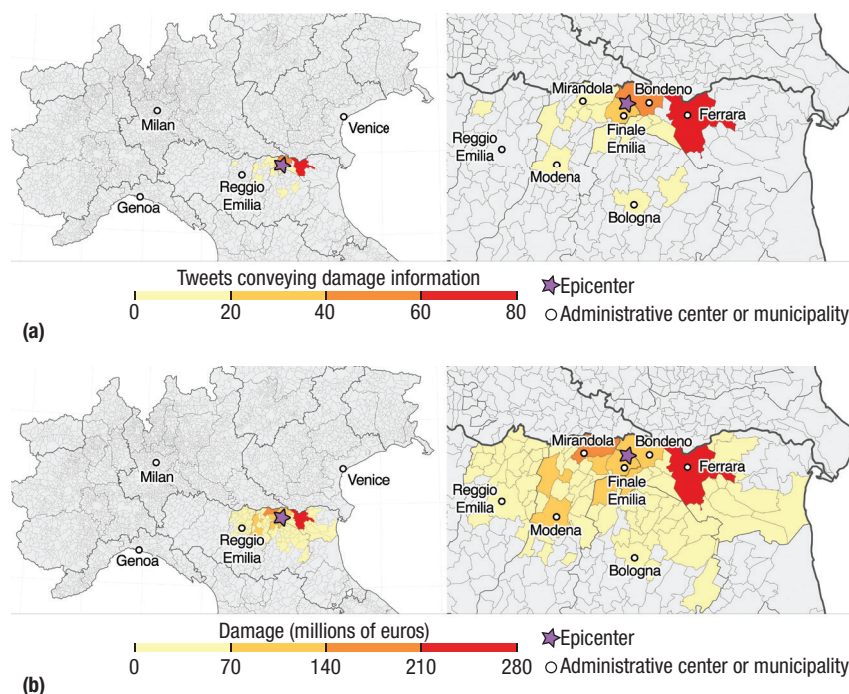 Milan
Venice
Reggio
Emilia
Genoa
Mirandola
Bondeno
Ferrara
Reggio
Emilia
Finale
Emilia
Modena
Bologna
Tweets conveying damage information
0 20 40 60 80
Epicenter
Administrative center or municipality
(a)
Milan
Venice
Reggio
Emilia
Genoa
Mirandola
Bondeno
Ferrara
Reggio
Emilia
Finale
Emilia
Modena
Bologna
Damage (millions of euros)
0 70 140 210 280
Epicenter
Administrative center or municipality
(b)